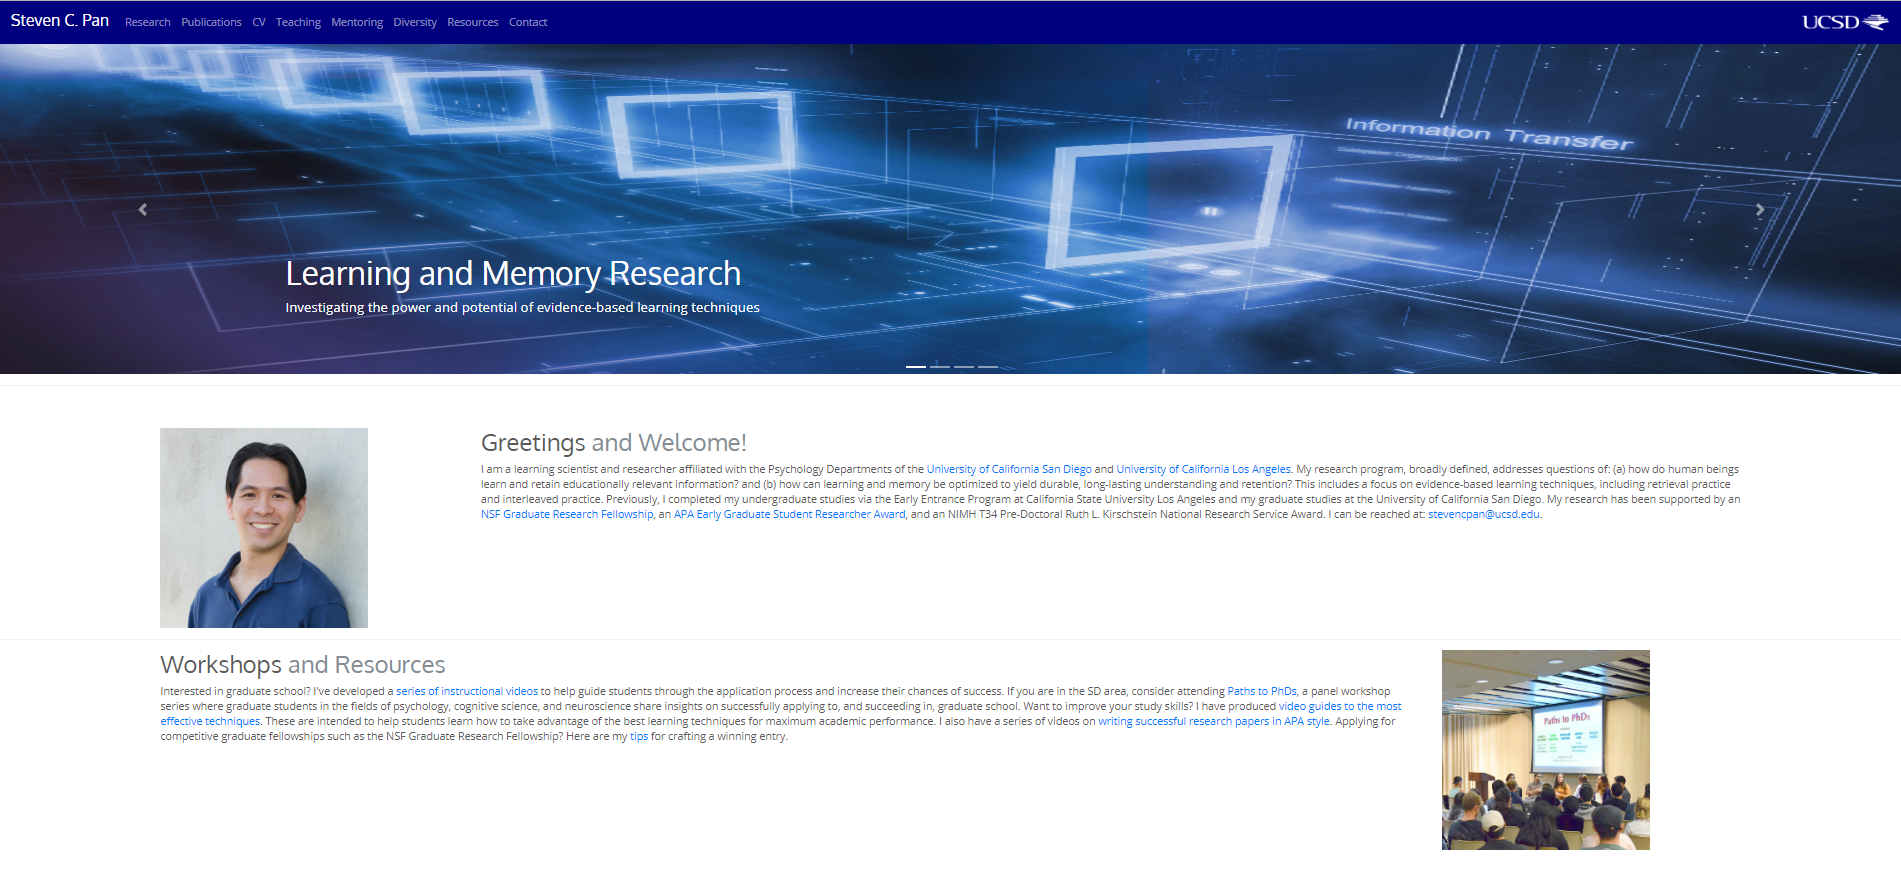 Steven C. Pan Research Publications CV Teaching Mentoring Diversity Resources Contact UCSD
Information Transfer
Learning and Memory Research
Investigating the power and potential of evidence-based learning techniques
Greetings and Welcome!
I am a learning scientist and researcher affiliated with the Psychology Departments of the University of California San Diego and University of California Los Angeles. My research program, broadly defined, addresses questions of: (a) how do human beings
learn and retain educationally relevant information? and (b) how can learning and memory be optimized to yield durable, long-lasting understanding and retention? This includes a focus on evidence-based learning techniques, including retrieval practice
and interleaved practice. Previously, I completed my undergraduate studies via the Early Entrance Program at California State University Los Angeles and my graduate studies at the University of California San Diego. My research has been supported by an
NSF Graduate Research Fellowship, an APA Early Graduate Student Researcher Award, and an NIMH T34 Pre-Doctoral Ruth L. Kirschstein National Research Service Award. I can be reached at: stevencpan@ucsd.edu.
Workshops and Resources
Interested in graduate school? I've developed a series of instructional videos to help guide students through the application process and increase their chances of success. If you are in the SD area, consider attending Paths to PhDs, a panel workshop
series where graduate students in the fields of psychology, cognitive science, and neuroscience share insights on successfully applying to, and succeeding in, graduate school. Want to improve your study skills? I have produced video guides to the most
effective techniques. These are intended to help students learn how to take advantage of the best learning techniques for maximum academic performance. I also have a series of videos on writing successful research papers in APA style. Applying for
competitive graduate fellowships such as the NSF Graduate Research Fellowship? Here are my tips for crafting a winning entry.
Paths to PhDs